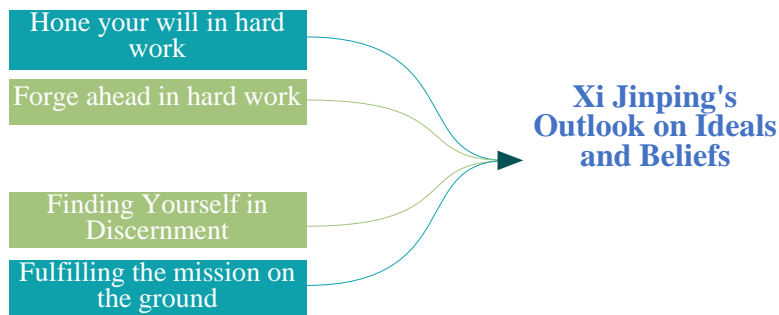 Hone your will in hard
work
Forge ahead in hard work
Finding Yourself in
Discernment
Fulfilling the mission on
the ground
Xi Jinping's
Outlook on Ideals
and Beliefs